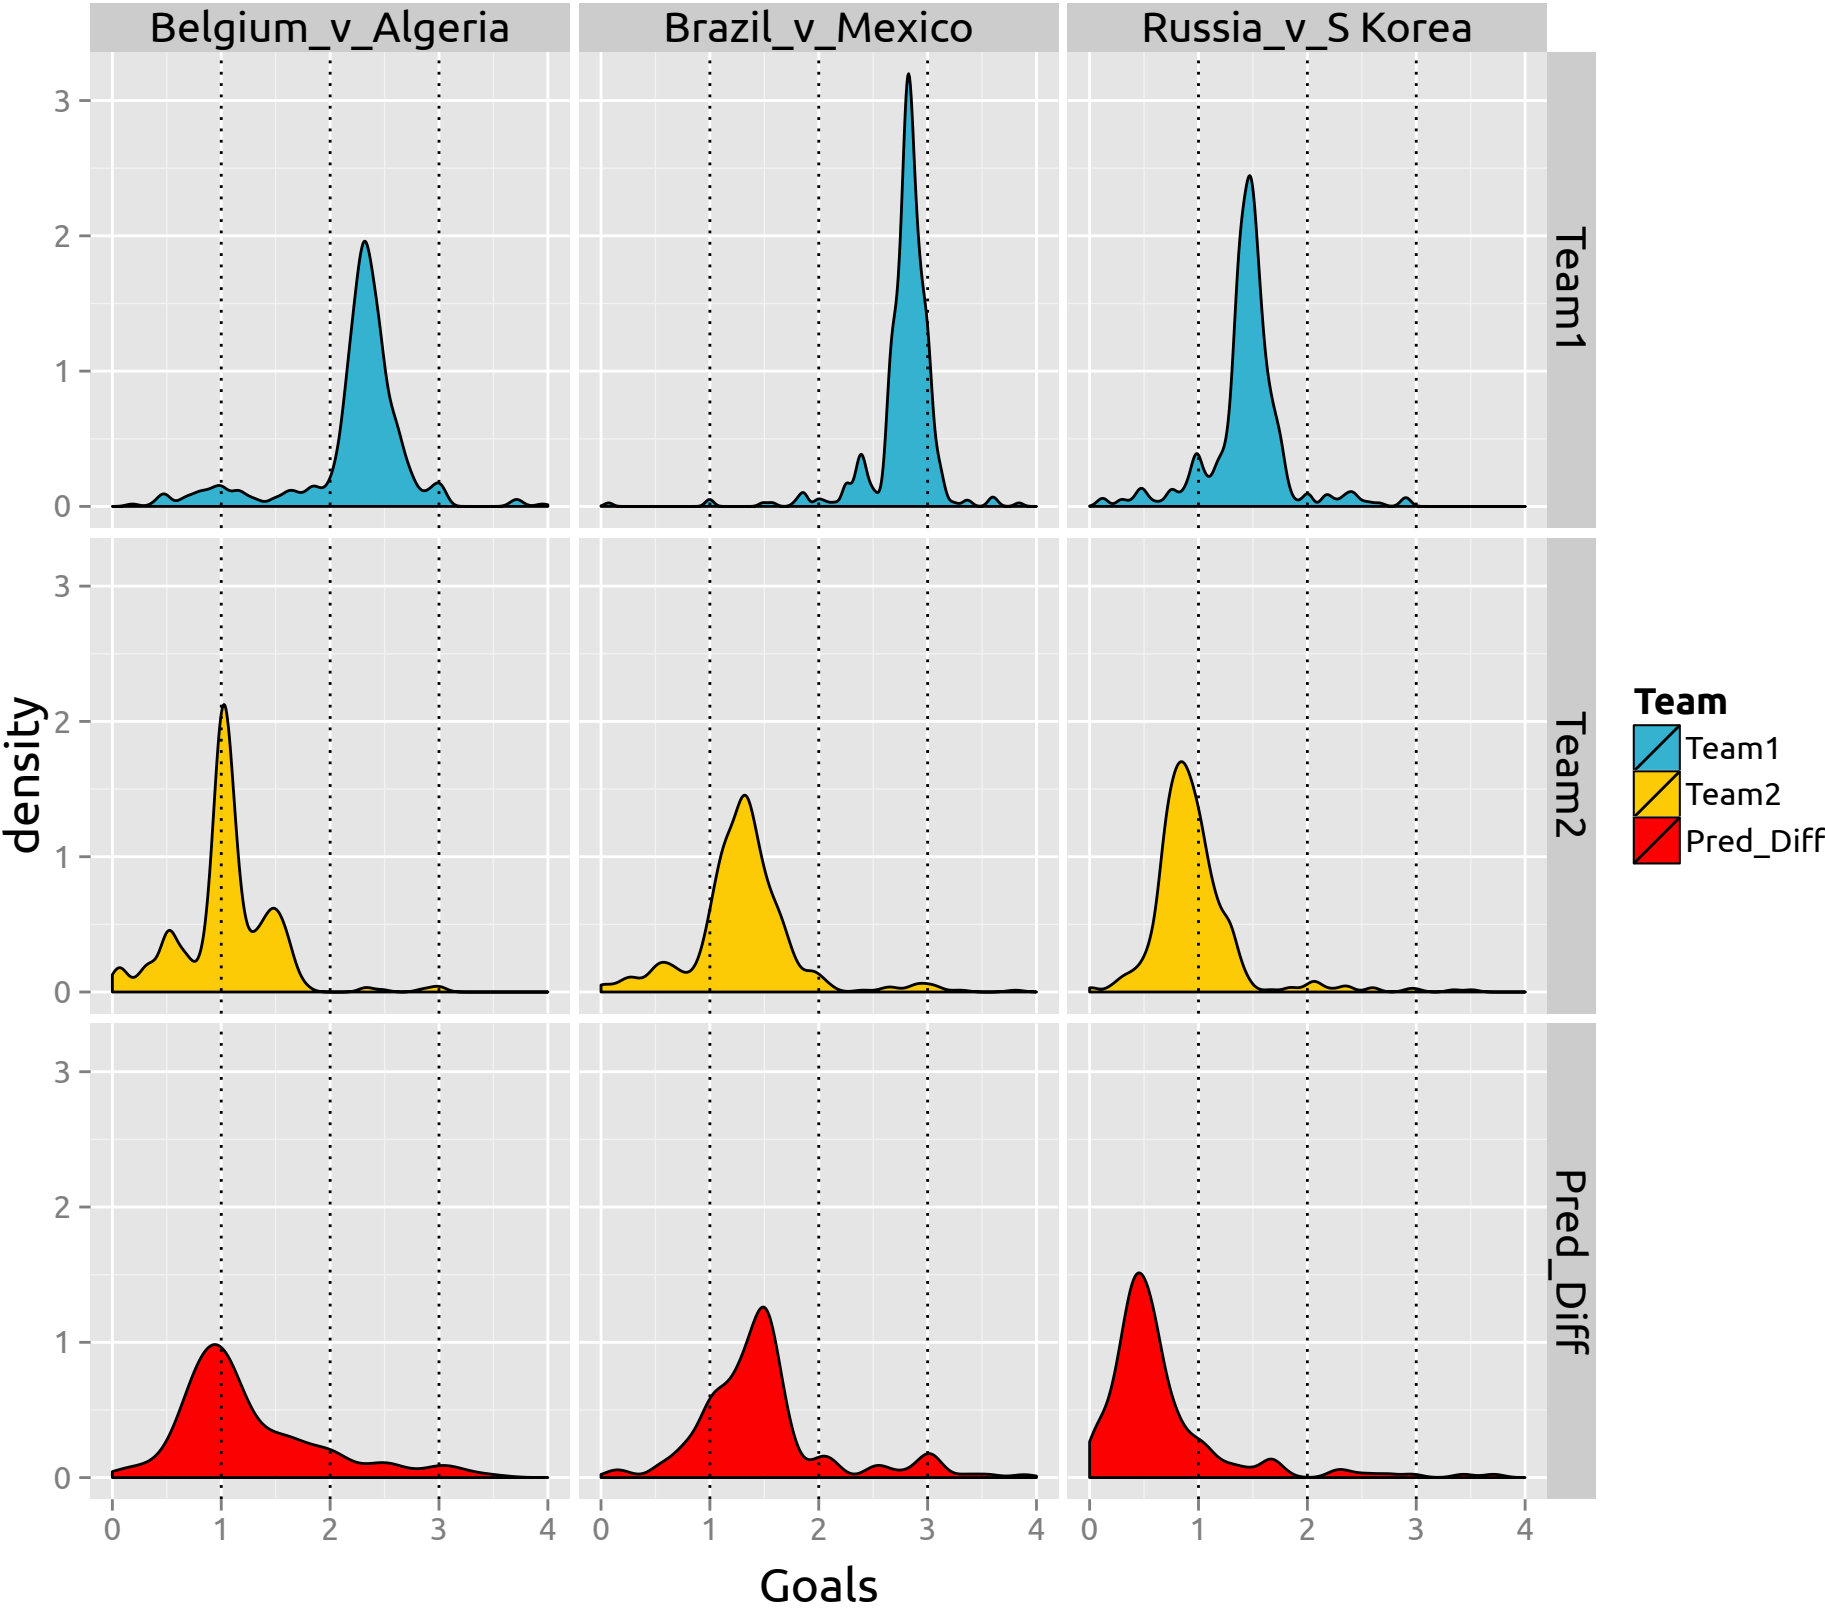 Belgium_v_Algeria
Brazil_v_Mexico
Russia_v_S Korea
3
2
1
0
Team1
3
2
1
0
Team2
3
2
1
0
Pred_Diff
density
0 1 2 3 4
0 1 2 3 4
0 1 2 3 4
Goals
Team
Team1
Team2
Pred_Diff